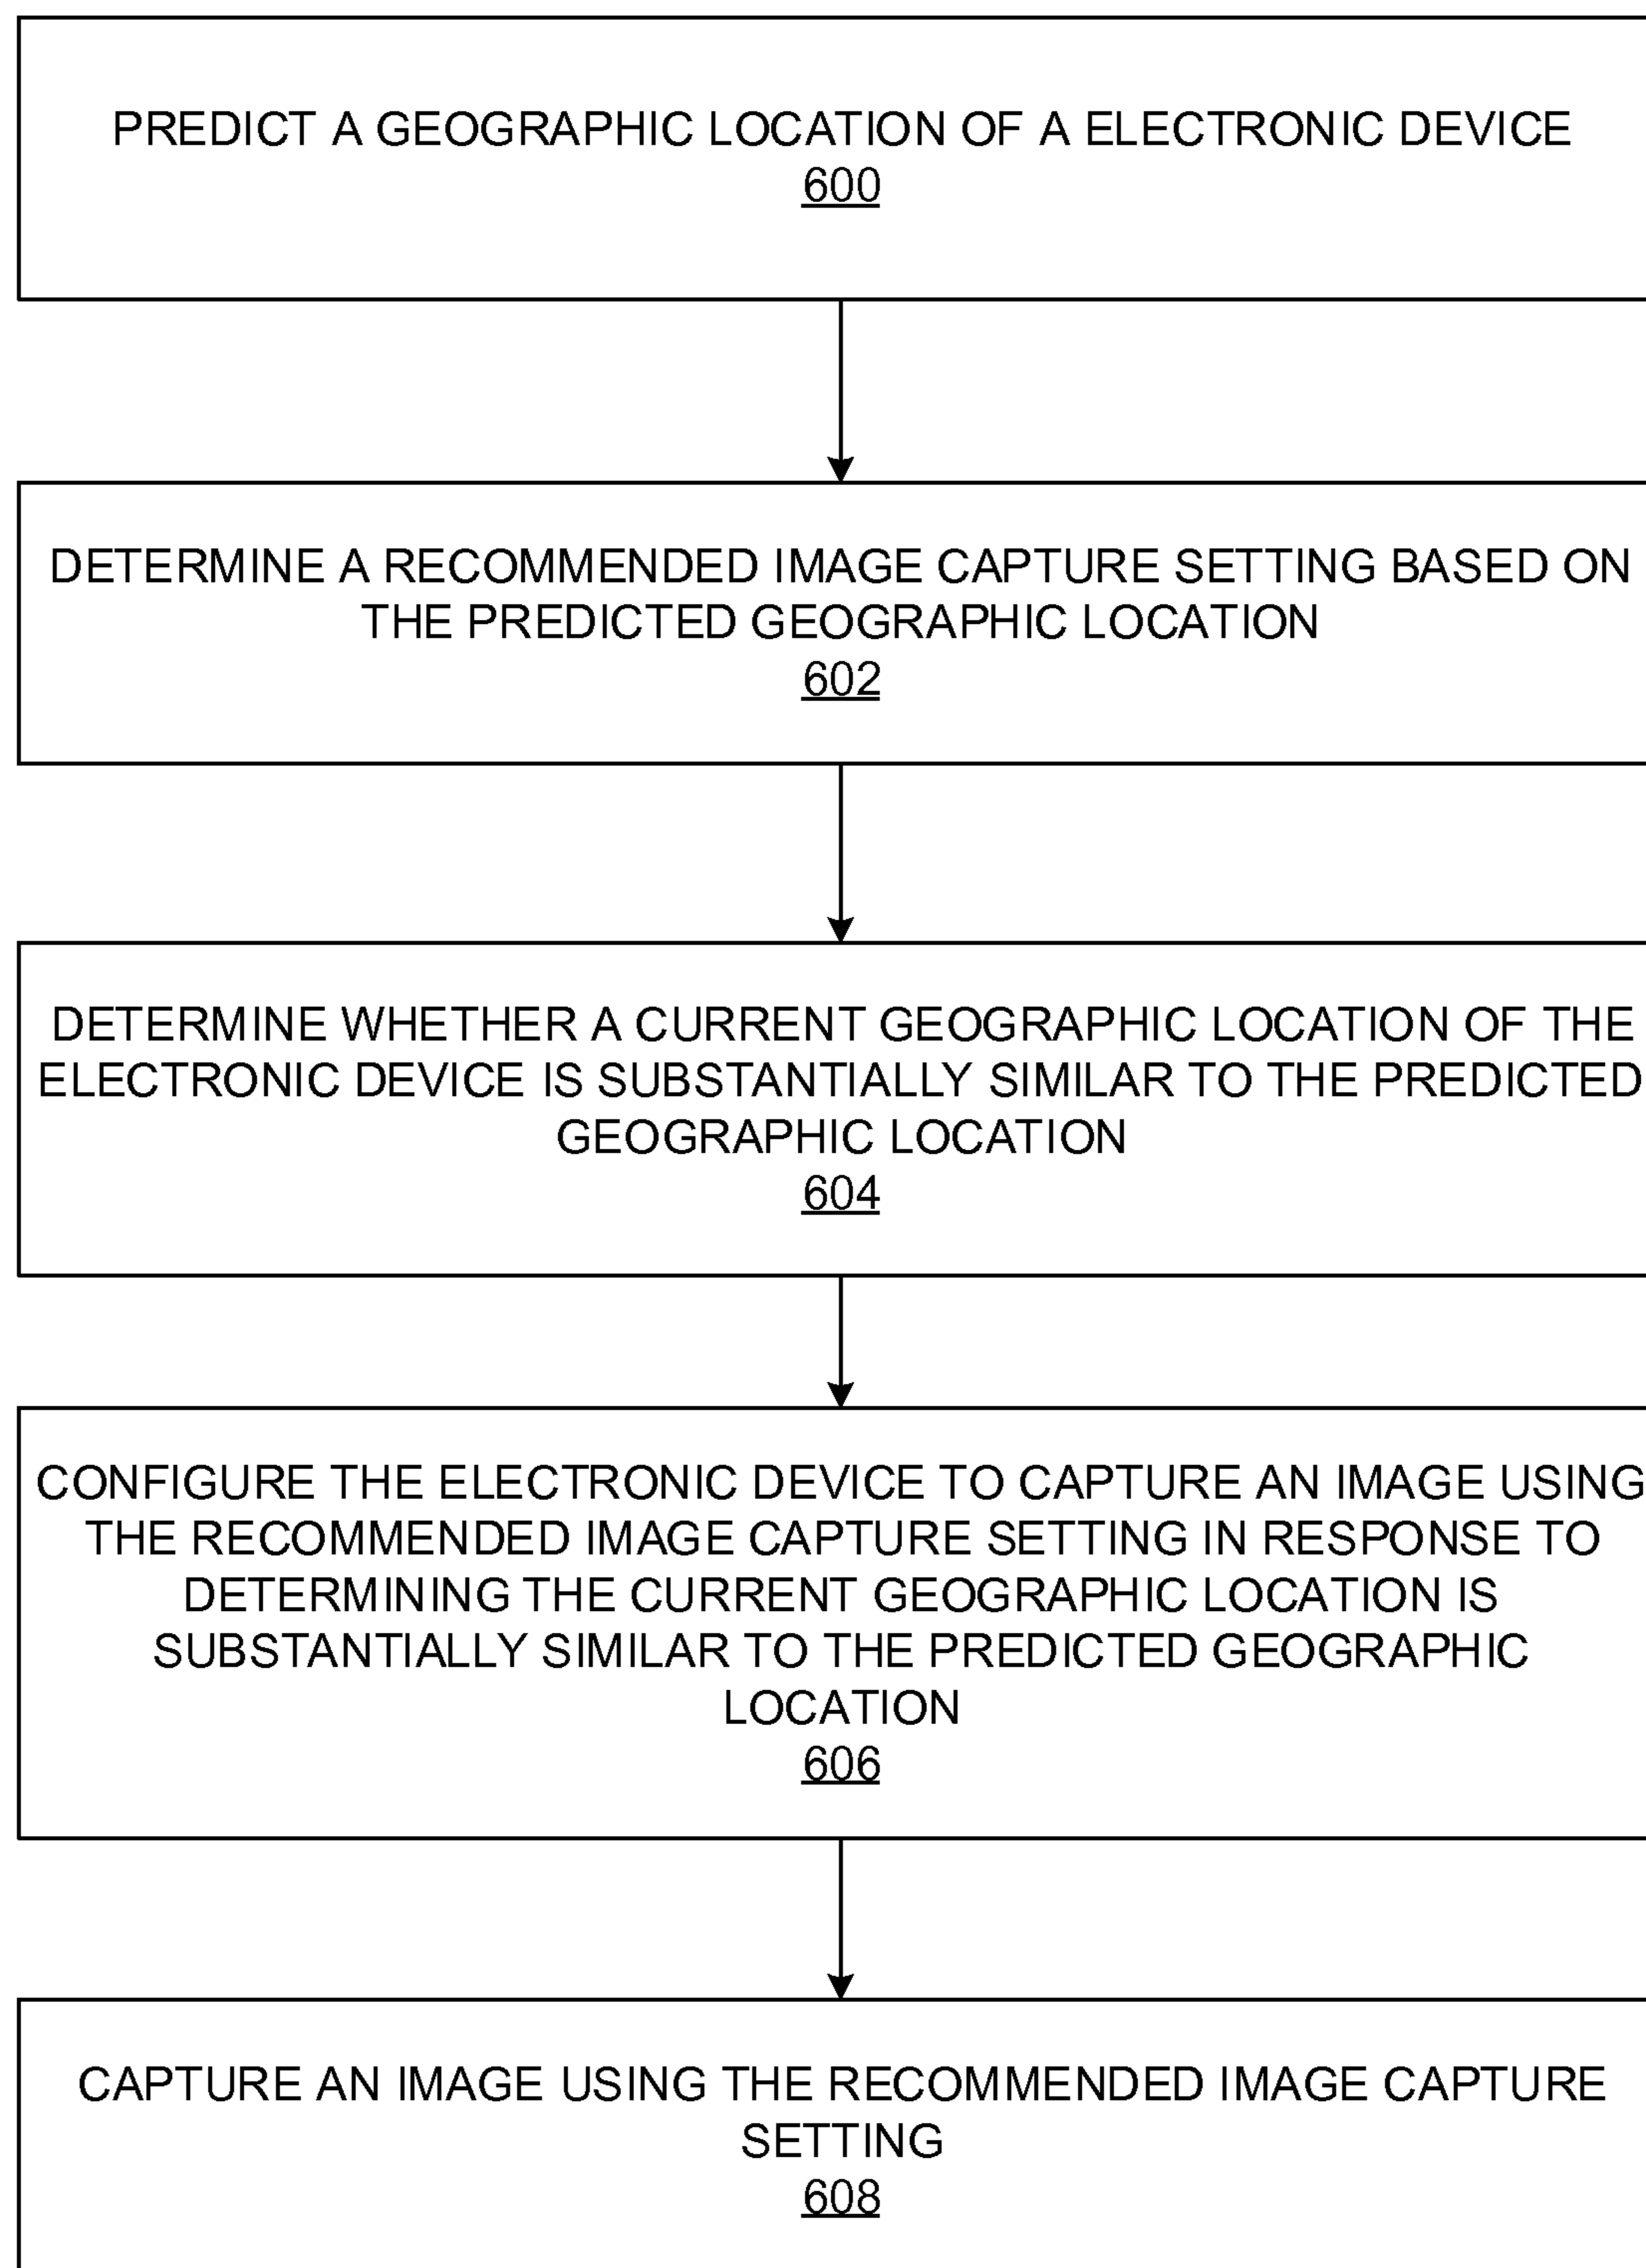 PREDICT A GEOGRAPHIC LOCATION OF A ELECTRONIC DEVICE
600
DETERMINE A RECOMMENDED IMAGE CAPTURE SETTING BASED ON
THE PREDICTED GEOGRAPHIC LOCATION
602
DETERMINE WHETHER A CURRENT GEOGRAPHIC LOCATION OF THE
ELECTRONIC DEVICE IS SUBSTANTIALLY SIMILAR TO THE PREDICTED
GEOGRAPHIC LOCATION
604
CONFIGURE THE ELECTRONIC DEVICE TO CAPTURE AN IMAGE USING
THE RECOMMENDED IMAGE CAPTURE SETTING IN RESPONSE TO
DETERMINING THE CURRENT GEOGRAPHIC LOCATION IS
SUBSTANTIALLY SIMILAR TO THE PREDICTED GEOGRAPHIC
LOCATION
606
CAPTURE AN IMAGE USING THE RECOMMENDED IMAGE CAPTURE
SETTING
608